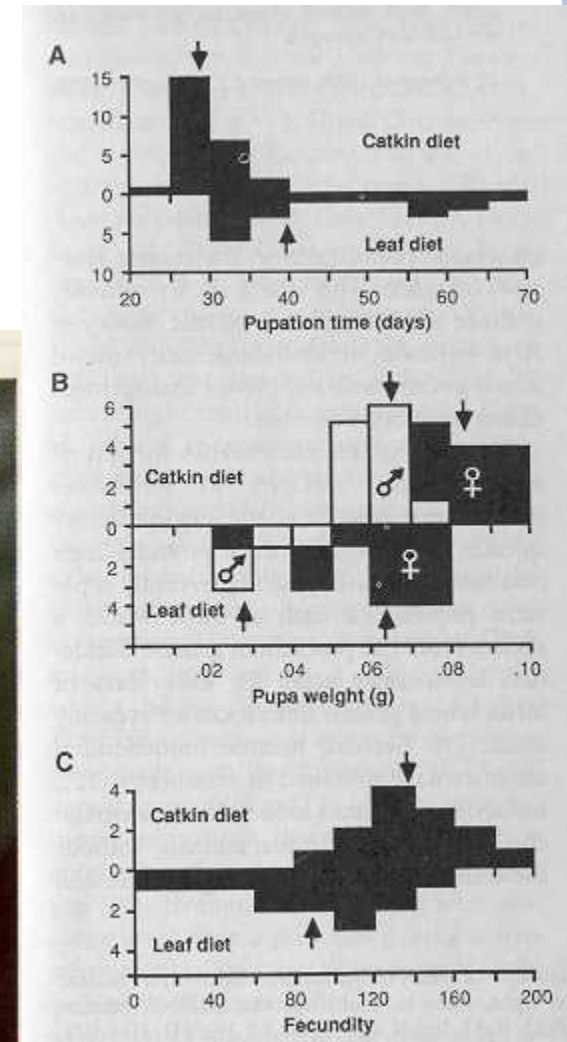 A
15
10
Catkin diet
5
0
5
Leaf diet
10
20 30 40 50 60 70
Pupation time (days)
B
6
4
Catkin diet ♂ ♀
2
0
2 ♂ ♀
4 Leaf diet
.02 .04 .06 .08 .10
Pupa weight (g)
C
4
Catkin diet
2
0
2
4 Leaf diet
0 40 80 120 160 200
Fecundity